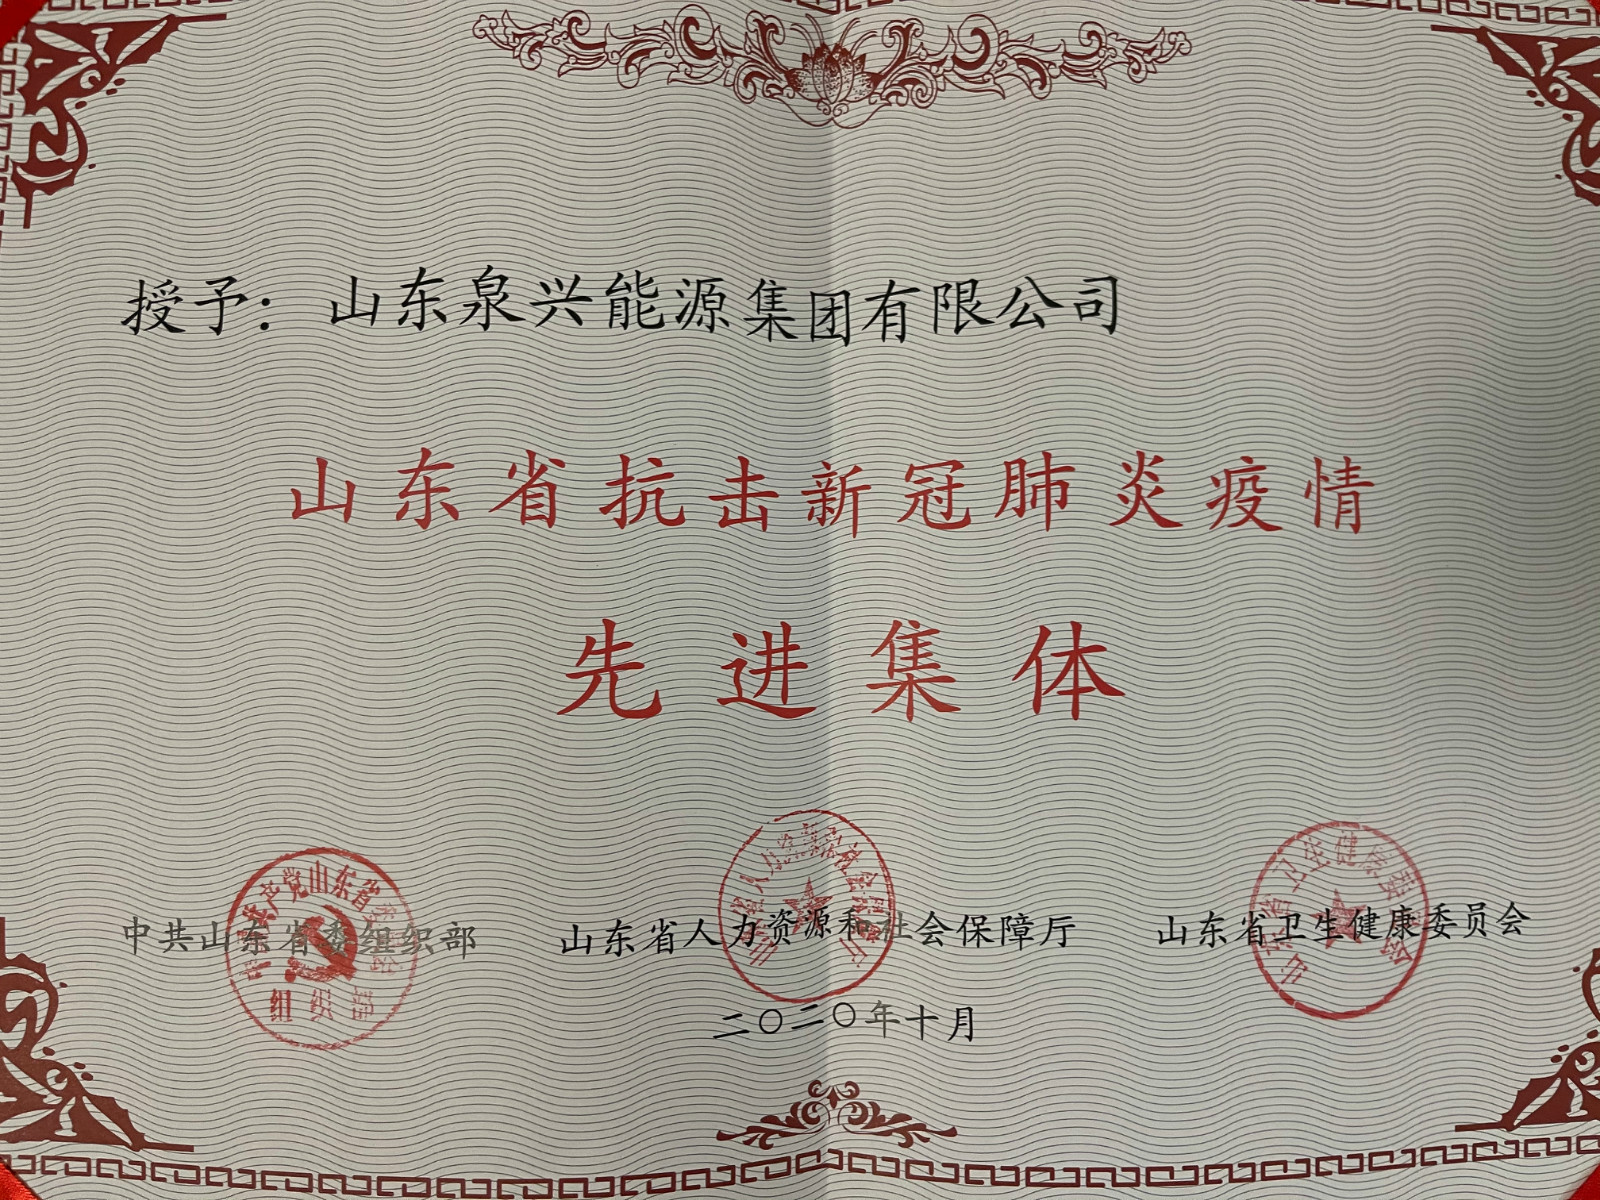 授予：山东泉兴能源集团有限公司
山东省抗击新冠肺炎疫情
先进集体
中共山东省委组织部 山东省人力资源和社会保障厅 山东省卫生健康委员会
二〇二〇年十月